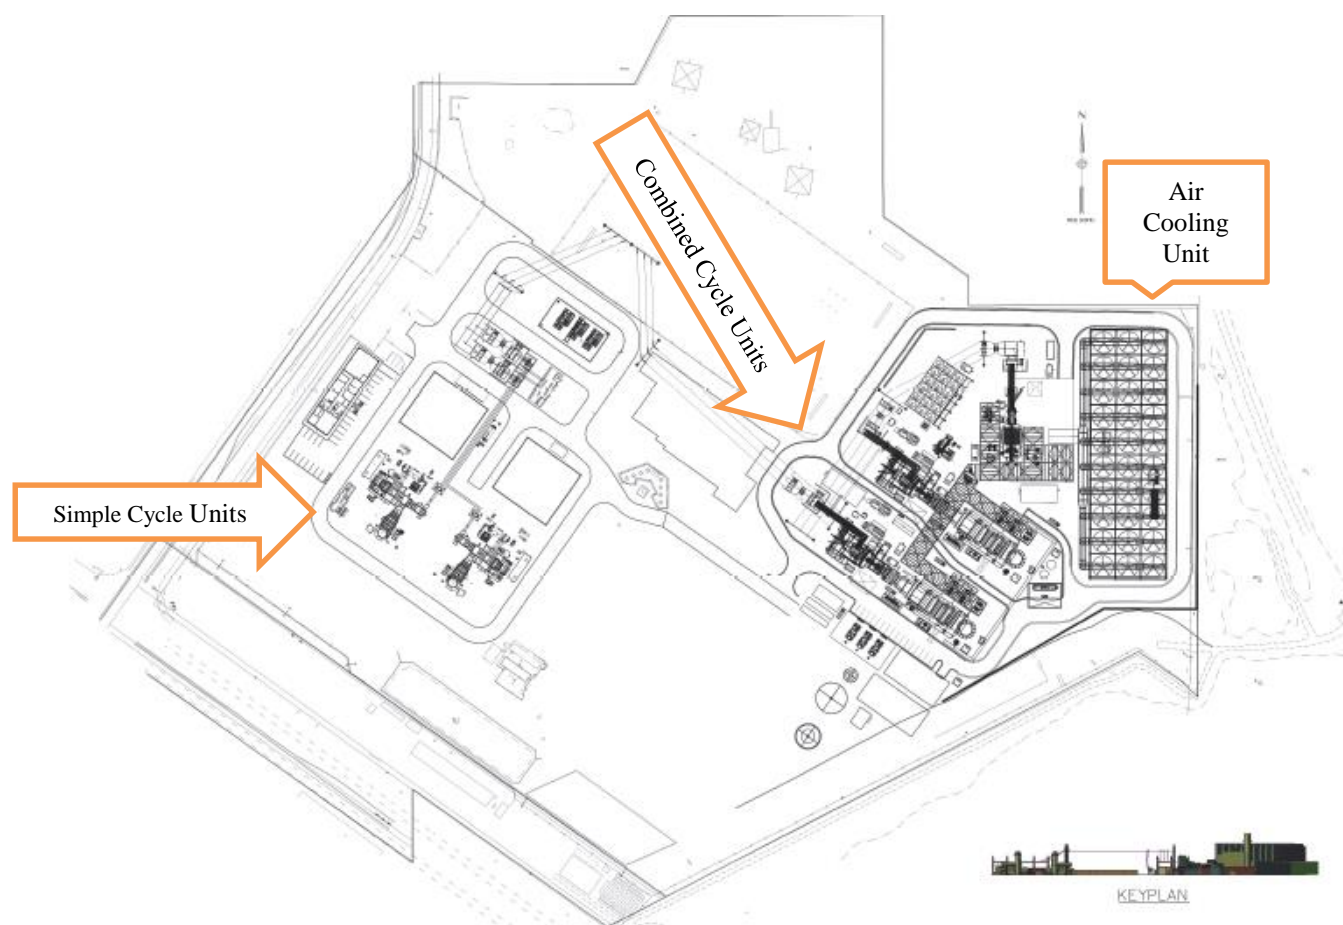 N
Air
Cooling
Unit
Combined Cycle Units
Simple Cycle Units
KEYPLAN